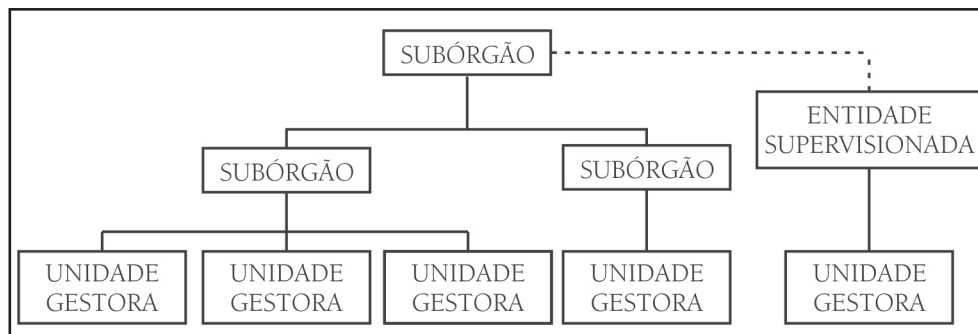 SUBÓRGÃO
ENTIDADE
SUPERVISIONADA
SUBÓRGÃO
SUBÓRGÃO
UNIDADE
GESTORA
UNIDADE
GESTORA
UNIDADE
GESTORA
UNIDADE
GESTORA
UNIDADE
GESTORA